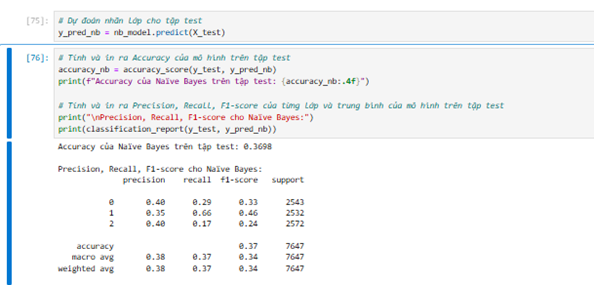 [75]: # Dự đoán nhãn lớp cho tập test
y_pred_nb = nb_model.predict(X_test)
[76]: # Tính và in ra Accuracy của mô hình trên tập test
accuracy_nb = accuracy_score(y_test, y_pred_nb)
print(f"Accuracy của Naïve Bayes trên tập test: {accuracy_nb:.4f}")
# Tính và in ra Precision, Recall, F1-score của từng lớp và trung bình của mô hình trên tập test
print("\nPrecision, Recall, F1-score cho Naïve Bayes:")
print(classification_report(y_test, y_pred_nb))
Accuracy của Naïve Bayes trên tập test: 0.3698
Precision, Recall, F1-score cho Naïve Bayes:
precision recall f1-score support
0 0.40 0.29 0.33 2543
1 0.35 0.66 0.46 2532
2 0.40 0.17 0.24 2572
accuracy 0.37 7647
macro avg 0.38 0.37 0.34 7647
weighted avg 0.38 0.37 0.34 7647